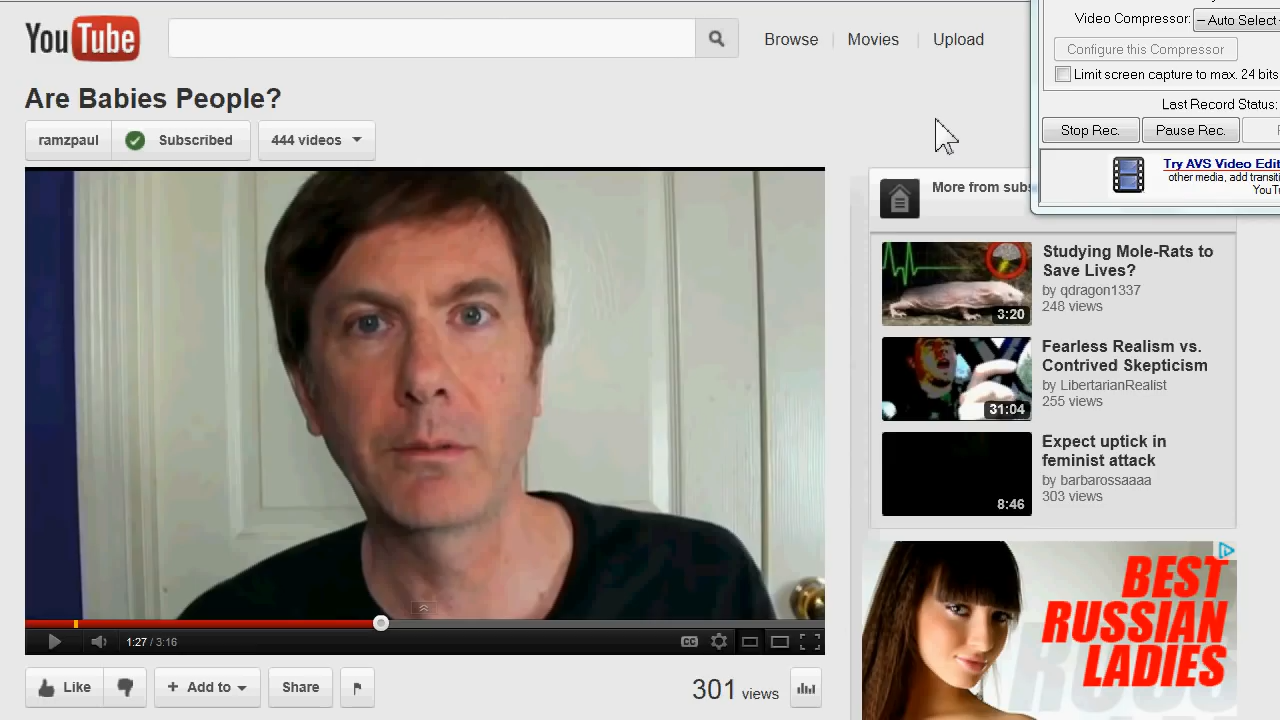 YouTube
Browse
Movies
Upload
Are Babies People?
ramzpaul
Subscribed
444 videos
1:27 / 3:16
CC
Like
Add to
Share
301 views
Video Compressor:
Auto Select
Configure this Compressor
Limit screen capture to max. 24 bits
Last Record Status:
Stop Rec.
Pause Rec.
Try AVS Video Edit
other media, add transiti
YouTu
More from subs
3:20
Studying Mole-Rats to
Save Lives?
by qdragon1337
248 views
31:04
Fearless Realism vs.
Contrived Skepticism
by LibertarianRealist
255 views
8:46
Expect uptick in
feminist attack
by barbarossaaaa
303 views
BEST
RUSSIAN
LADIES